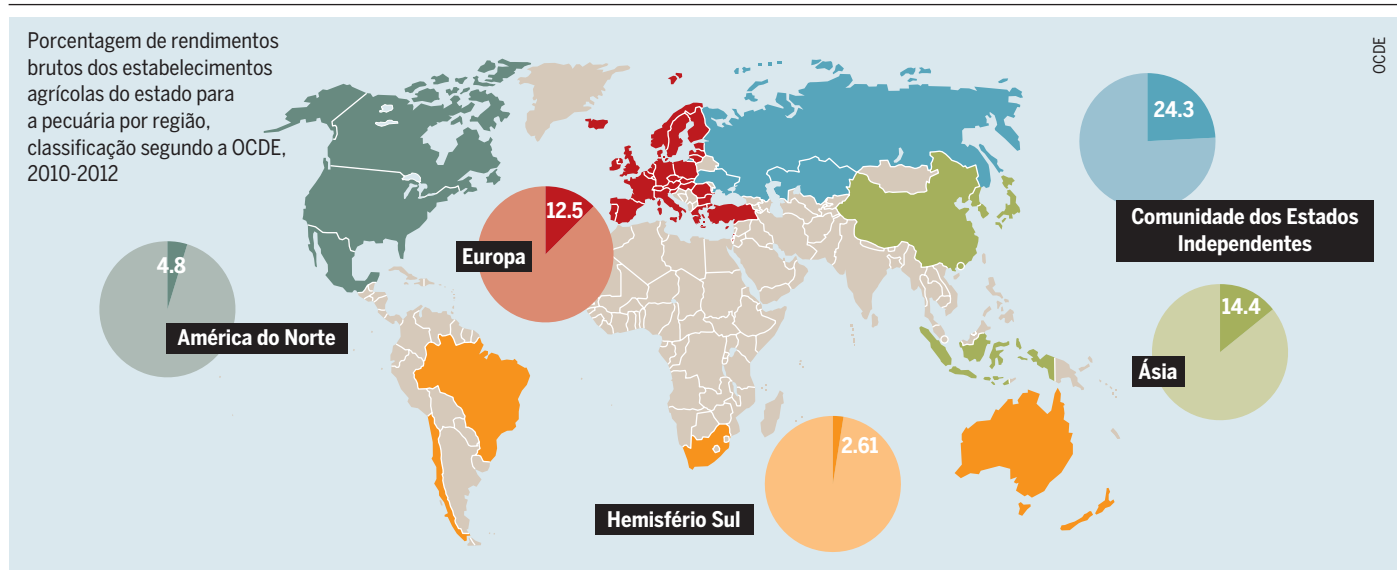 Porcentagem de rendimentos
brutos dos estabelecimentos
agrícolas do estado para
a pecuária por região,
classificação segundo a OCDE,
2010-2012
OCDE
24.3
Comunidade dos Estados
Independentes
12.5
Europa
4.8
América do Norte
14.4
Ásia
2.61
Hemisfério Sul